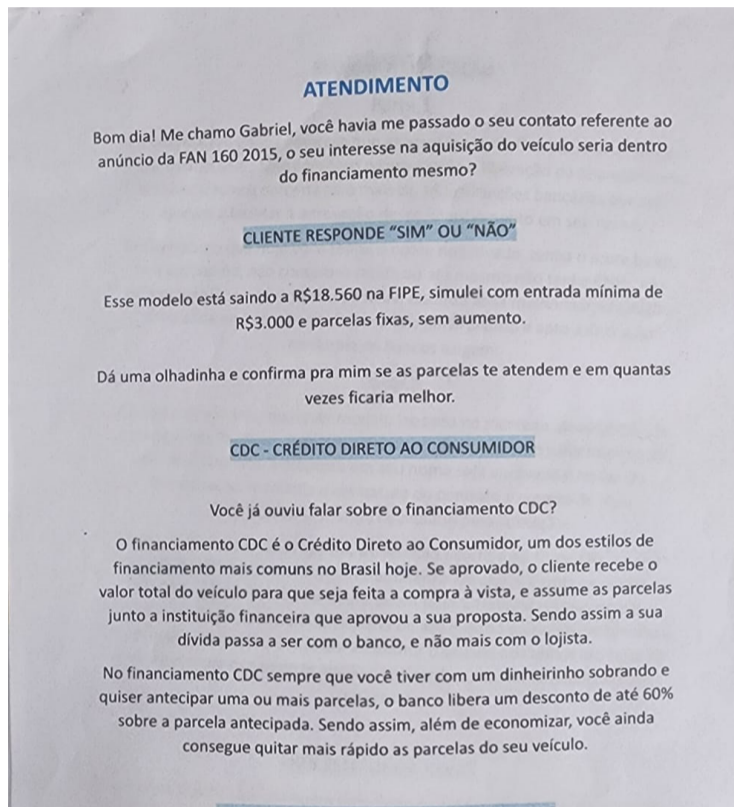 ATENDIMENTO
Bom dia! Me chamo Gabriel, você havia me passado o seu contato referente ao
anúncio da FAN 160 2015, o seu interesse na aquisição do veículo seria dentro
do financiamento mesmo?
CLIENTE RESPONDE “SIM” OU “NÃO”
Esse modelo está saindo a R$18.560 na FIPE, simulei com entrada mínima de
R$3.000 e parcelas fixas, sem aumento.
Dá uma olhadinha e confirma pra mim se as parcelas te atendem e em quantas
vezes ficaria melhor.
CDC - CRÉDITO DIRETO AO CONSUMIDOR
Você já ouviu falar sobre o financiamento CDC?
O financiamento CDC é o Crédito Direto ao Consumidor, um dos estilos de
financiamento mais comuns no Brasil hoje. Se aprovado, o cliente recebe o
valor total do veículo para que seja feita a compra à vista, e assume as parcelas
junto a instituição financeira que aprovou a sua proposta. Sendo assim a sua
dívida passa a ser com o banco, e não mais com o lojista.
No financiamento CDC sempre que você tiver com um dinheirinho sobrando e
quiser antecipar uma ou mais parcelas, o banco libera um desconto de até 60%
sobre a parcela antecipada. Sendo assim, além de economizar, você ainda
consegue quitar mais rápido as parcelas do seu veículo.